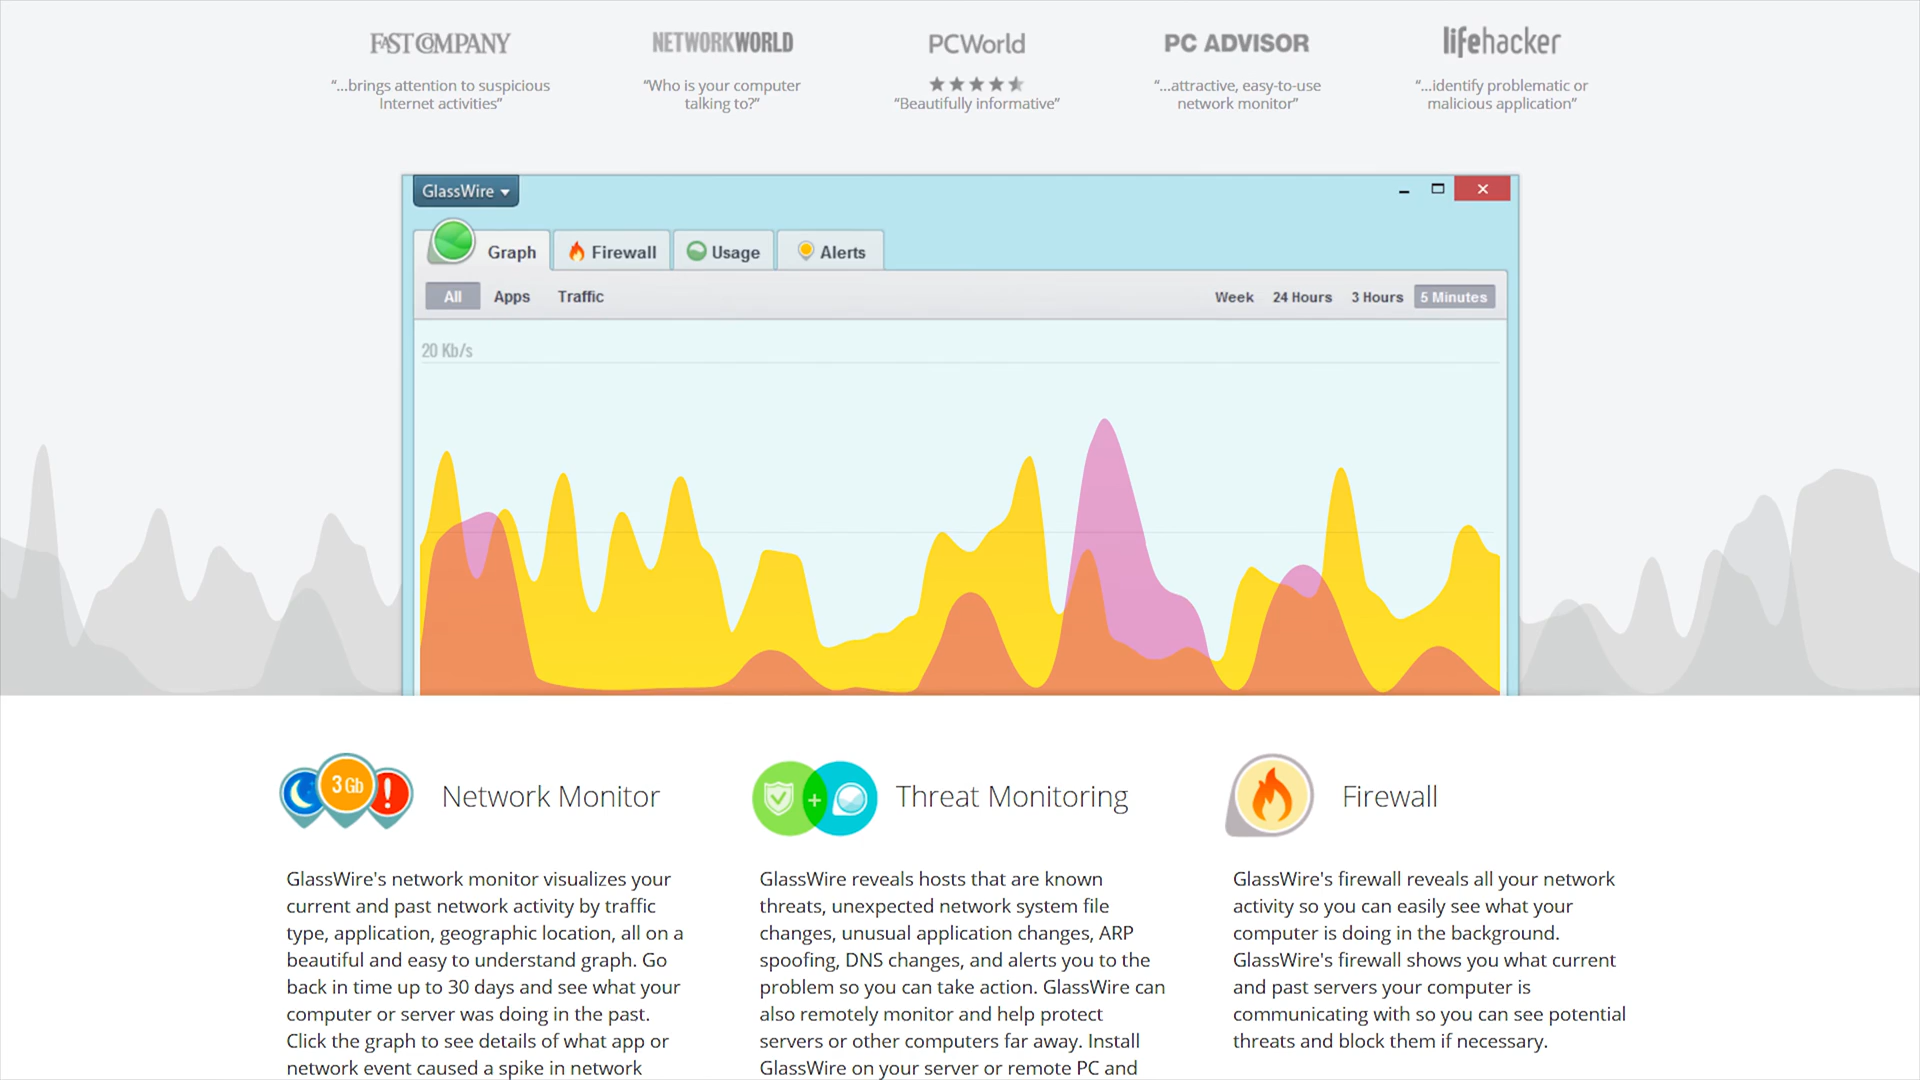 FAST COMPANY
NETWORKWORLD
PCWorld
PC ADVISOR
lifehacker
“...brings attention to suspicious
Internet activities”
“Who is your computer
talking to?”
“Beautifully informative”
“...attractive, easy-to-use
network monitor”
“...identify problematic or
malicious application”
GlassWire
Graph
Firewall
Usage
Alerts
All
Apps
Traffic
Week
24 Hours
3 Hours
5 Minutes
20 Kb/s
3 Gb
Network Monitor
GlassWire's network monitor visualizes your
current and past network activity by traffic
type, application, geographic location, all on a
beautiful and easy to understand graph. Go
back in time up to 30 days and see what your
computer or server was doing in the past.
Click the graph to see details of what app or
network event caused a spike in network
Threat Monitoring
GlassWire reveals hosts that are known
threats, unexpected network system file
changes, unusual application changes, ARP
spoofing, DNS changes, and alerts you to the
problem so you can take action. GlassWire can
also remotely monitor and help protect
servers or other computers far away. Install
GlassWire on your server or remote PC and
Firewall
GlassWire's firewall reveals all your network
activity so you can easily see what your
computer is doing in the background.
GlassWire's firewall shows you what current
and past servers your computer is
communicating with so you can see potential
threats and block them if necessary.